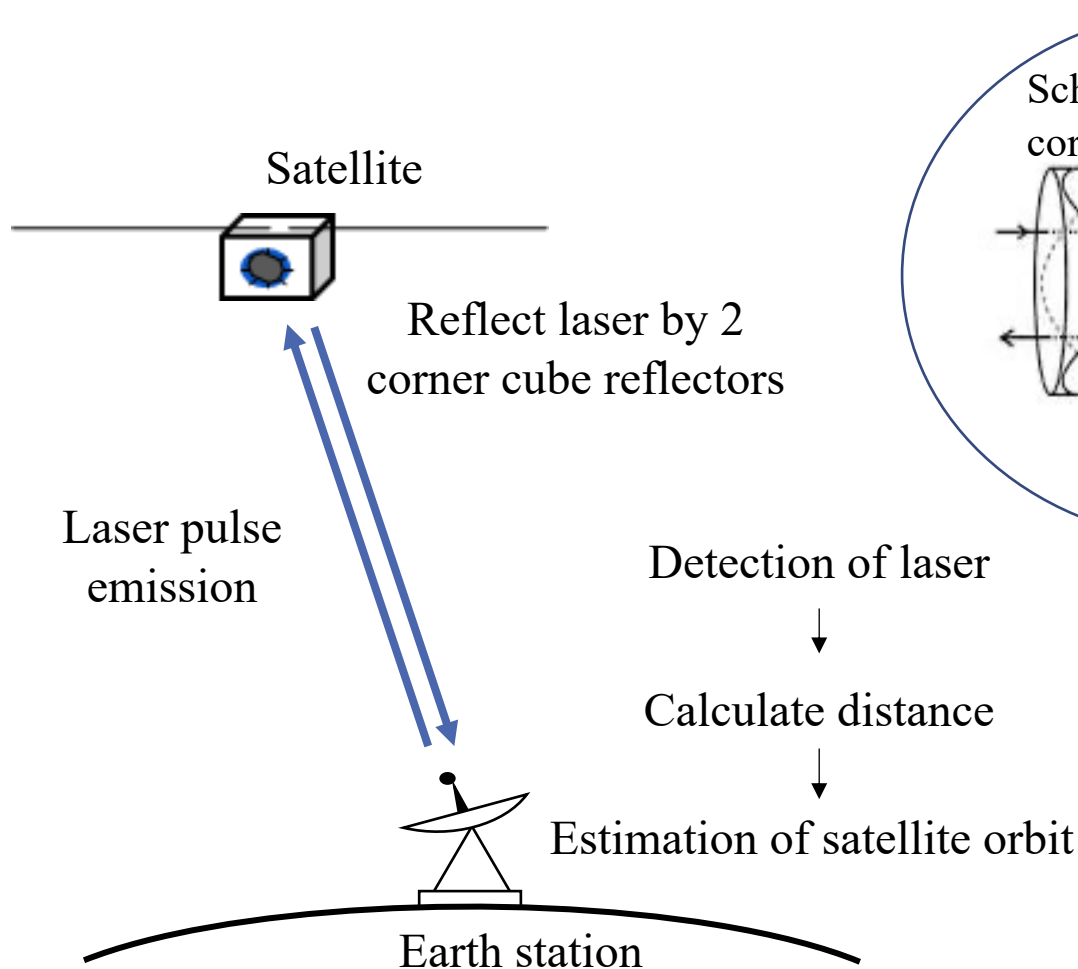 Satellite
Reflect laser by 2
corner cube reflectors
Laser pulse
emission
Detection of laser
Calculate distance
Estimation of satellite orbit
Earth station